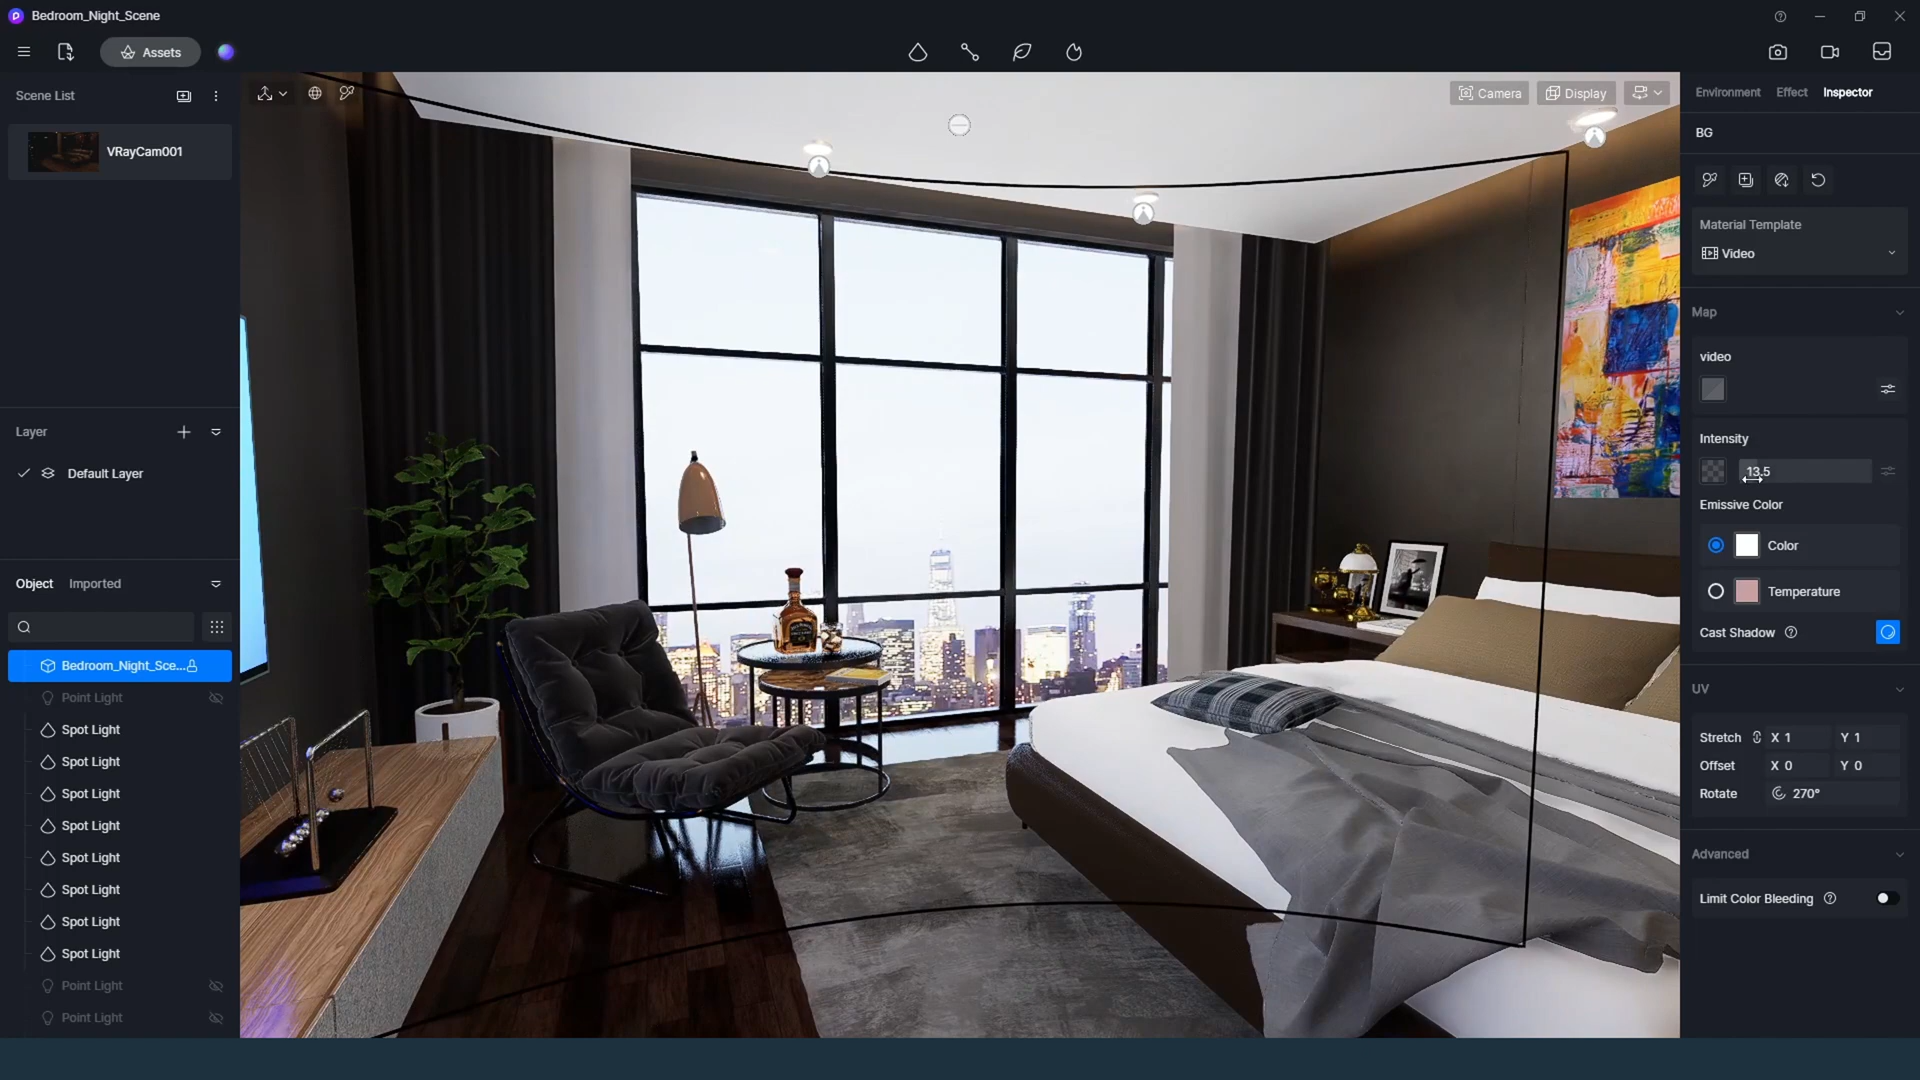 Bedroom_Night_Scene
Assets
Scene List
VRayCam001
Layer
Default Layer
Object Imported
Bedroom_Night_Sce...
Point Light
Spot Light
Spot Light
Spot Light
Spot Light
Spot Light
Spot Light
Spot Light
Spot Light
Point Light
Point Light
Camera Display
Environment Effect Inspector
BG
Material Template
Video
Map
video
Intensity
13.5
Emissive Color
Color
Temperature
Cast Shadow
UV
Stretch X 1 Y 1
Offset X 0 Y 0
Rotate 270°
Advanced
Limit Color Bleeding